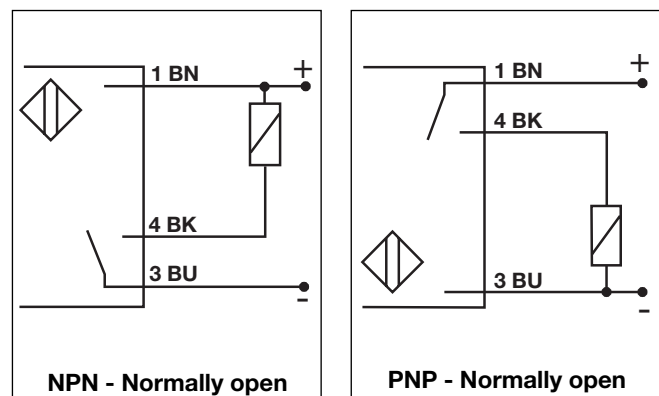 1 BN
+
4 BK
3 BU
-
NPN - Normally open
1 BN
+
4 BK
3 BU
-
PNP - Normally open